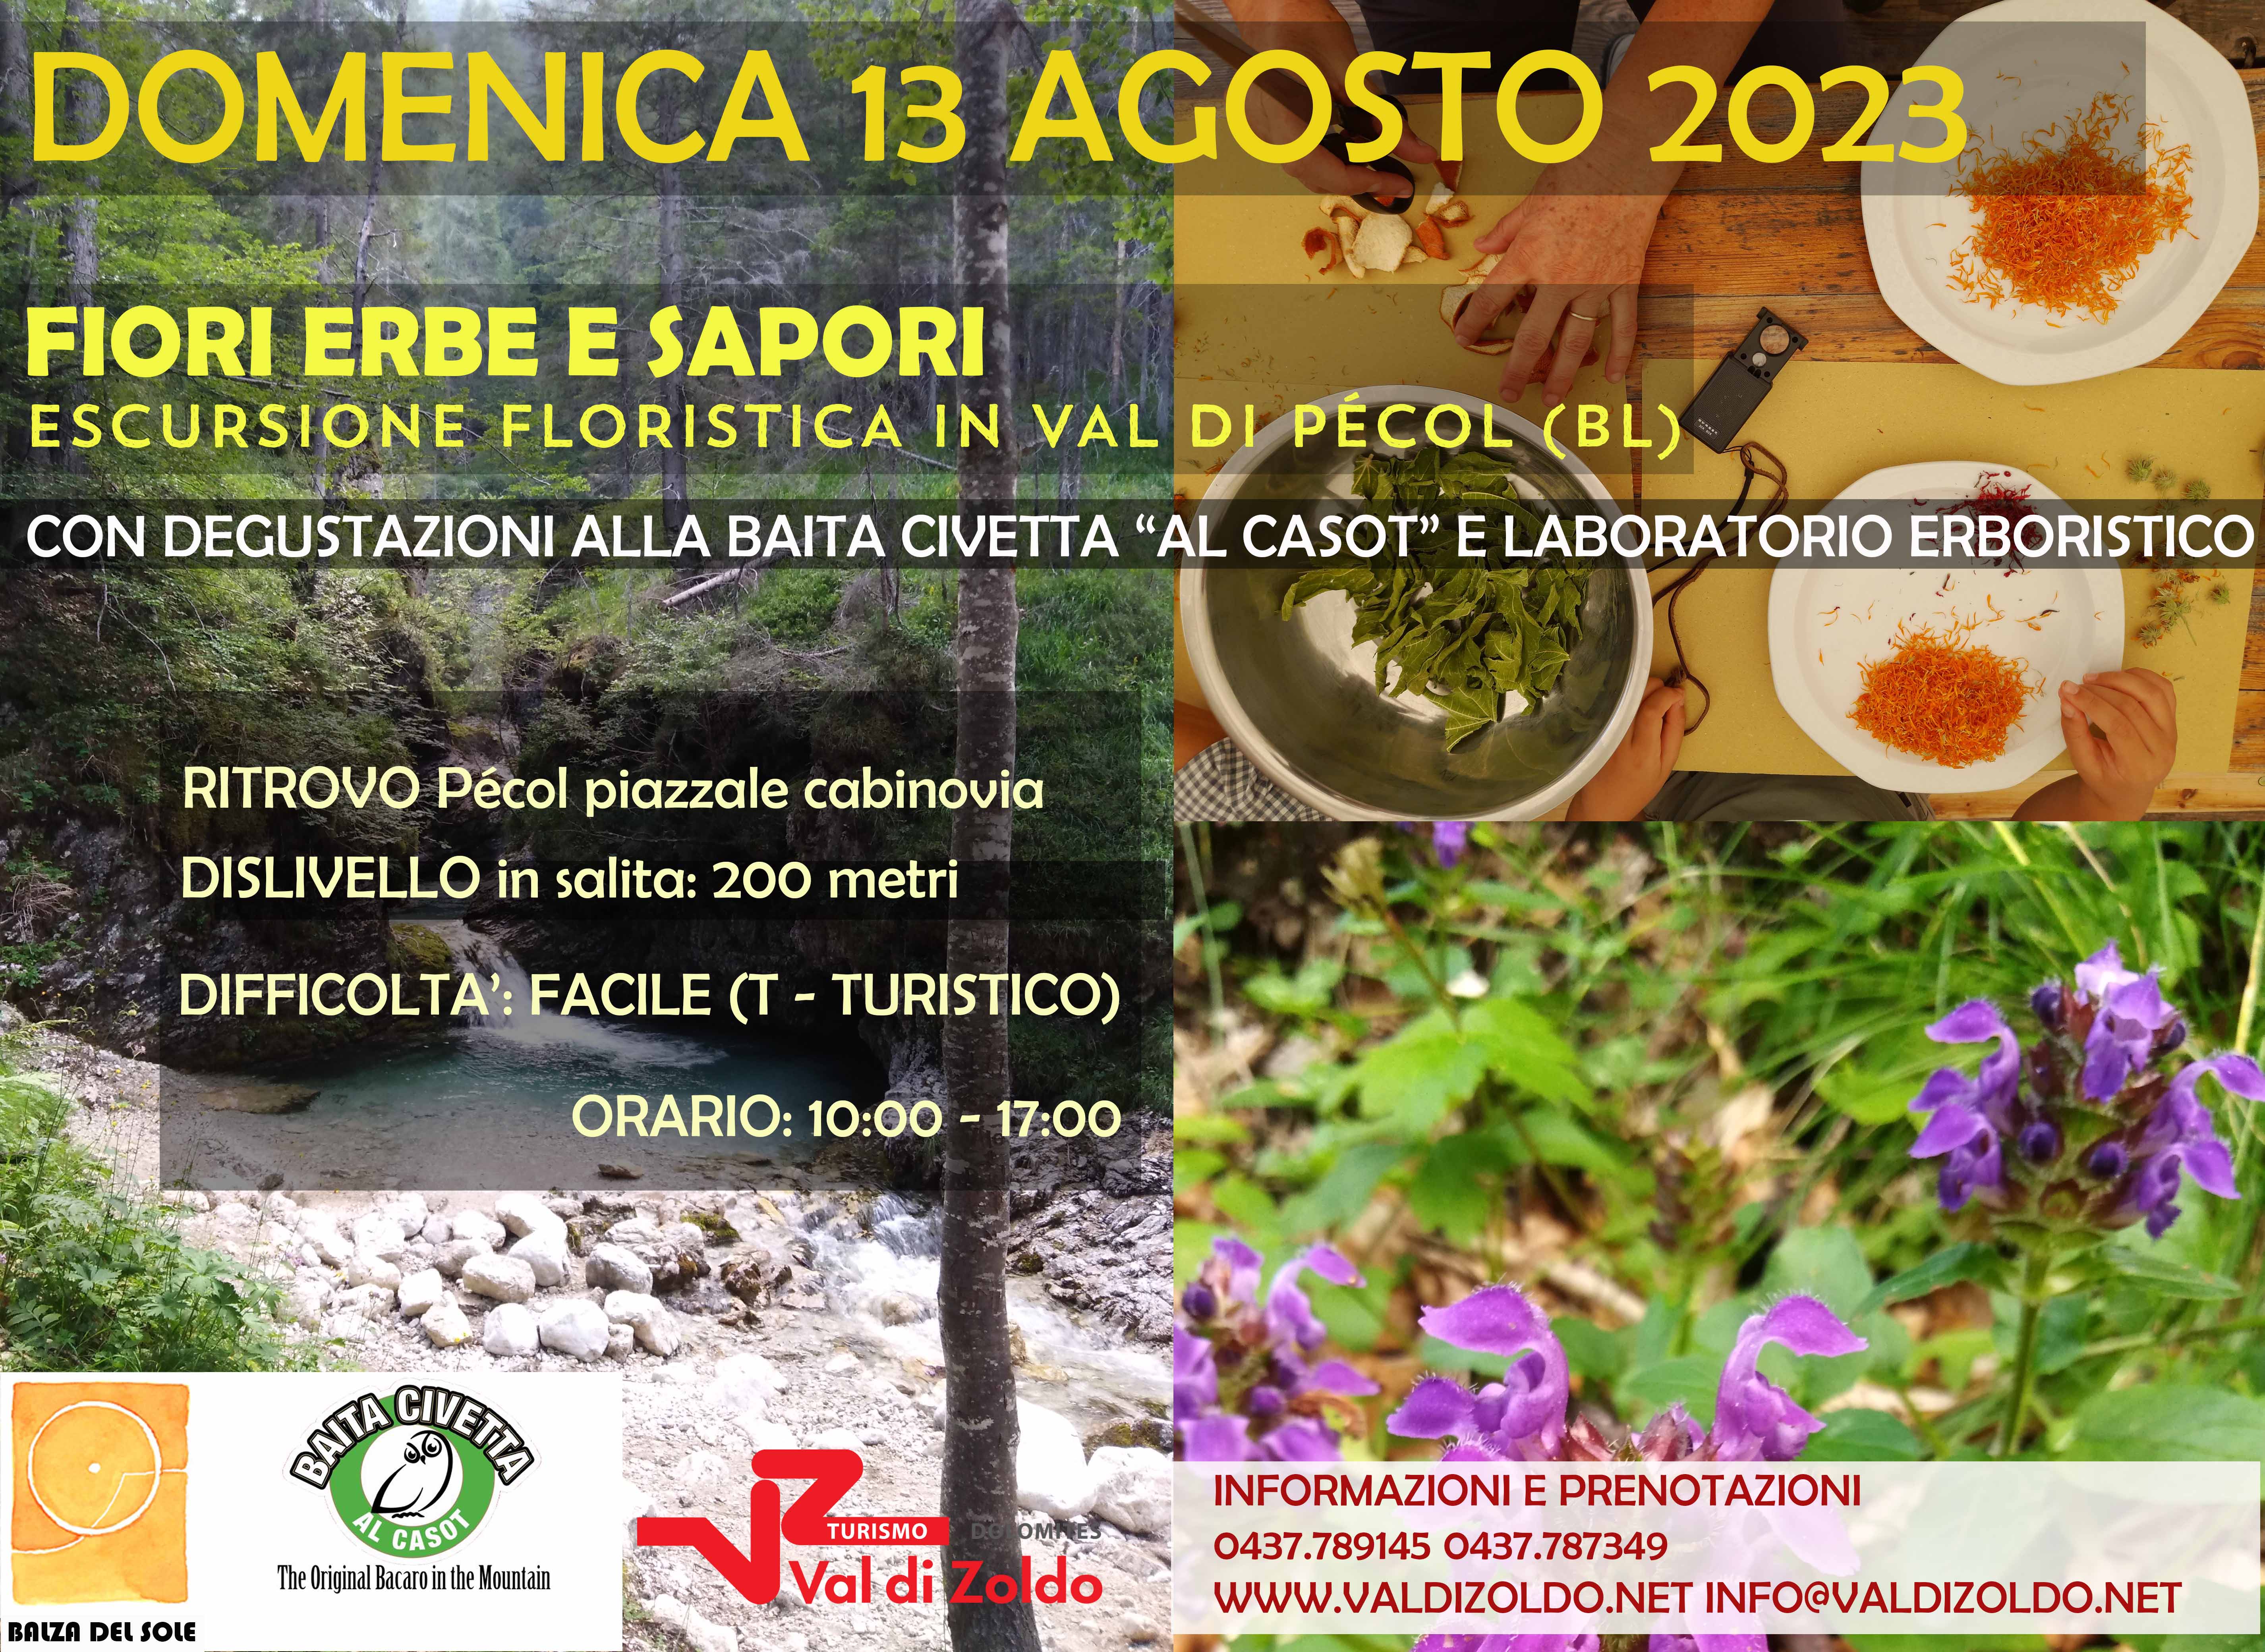 DOMENICA 13 AGOSTO 2023
FIORI ERBE E SAPORI
ESCURSIONE FLORISTICA IN VAL DI PÉCOL (BL)
CON DEGUSTAZIONI ALLA BAITA CIVETTA “AL CASOT” E LABORATORIO ERBORISTICO
RITROVO Pécol piazzale cabinovia
DISLIVELLO in salita: 200 metri
DIFFICOLTA’: FACILE (T - TURISTICO)
ORARIO: 10:00 - 17:00
BALZA DEL SOLE
BAITA CIVETTA
AL CASOT
The Original Bacaro in the Mountain
TURISMO DOLOMITES
Val di Zoldo
INFORMAZIONI E PRENOTAZIONI
0437.789145 0437.787349
WWW.VALDIZOLDO.NET INFO@VALDIZOLDO.NET